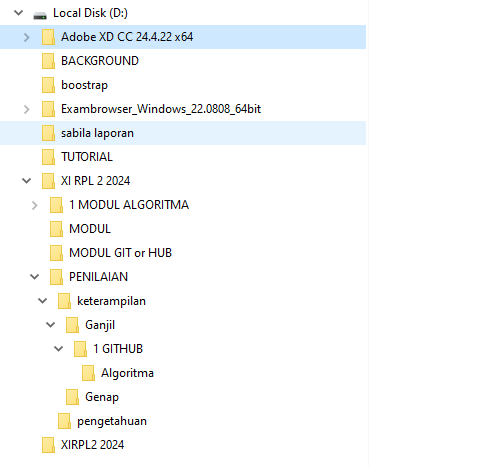 Local Disk (D:)
Adobe XD CC 24.4.22 x64
BACKGROUND
boostrap
Exambrowser_Windows_22.0808_64bit
sabila laporan
TUTORIAL
XI RPL 2 2024
1 MODUL ALGORITMA
MODUL
MODUL GIT or HUB
PENILAIAN
keterampilan
Ganjil
1 GITHUB
Algoritma
Genap
pengetahuan
XIRPL2 2024